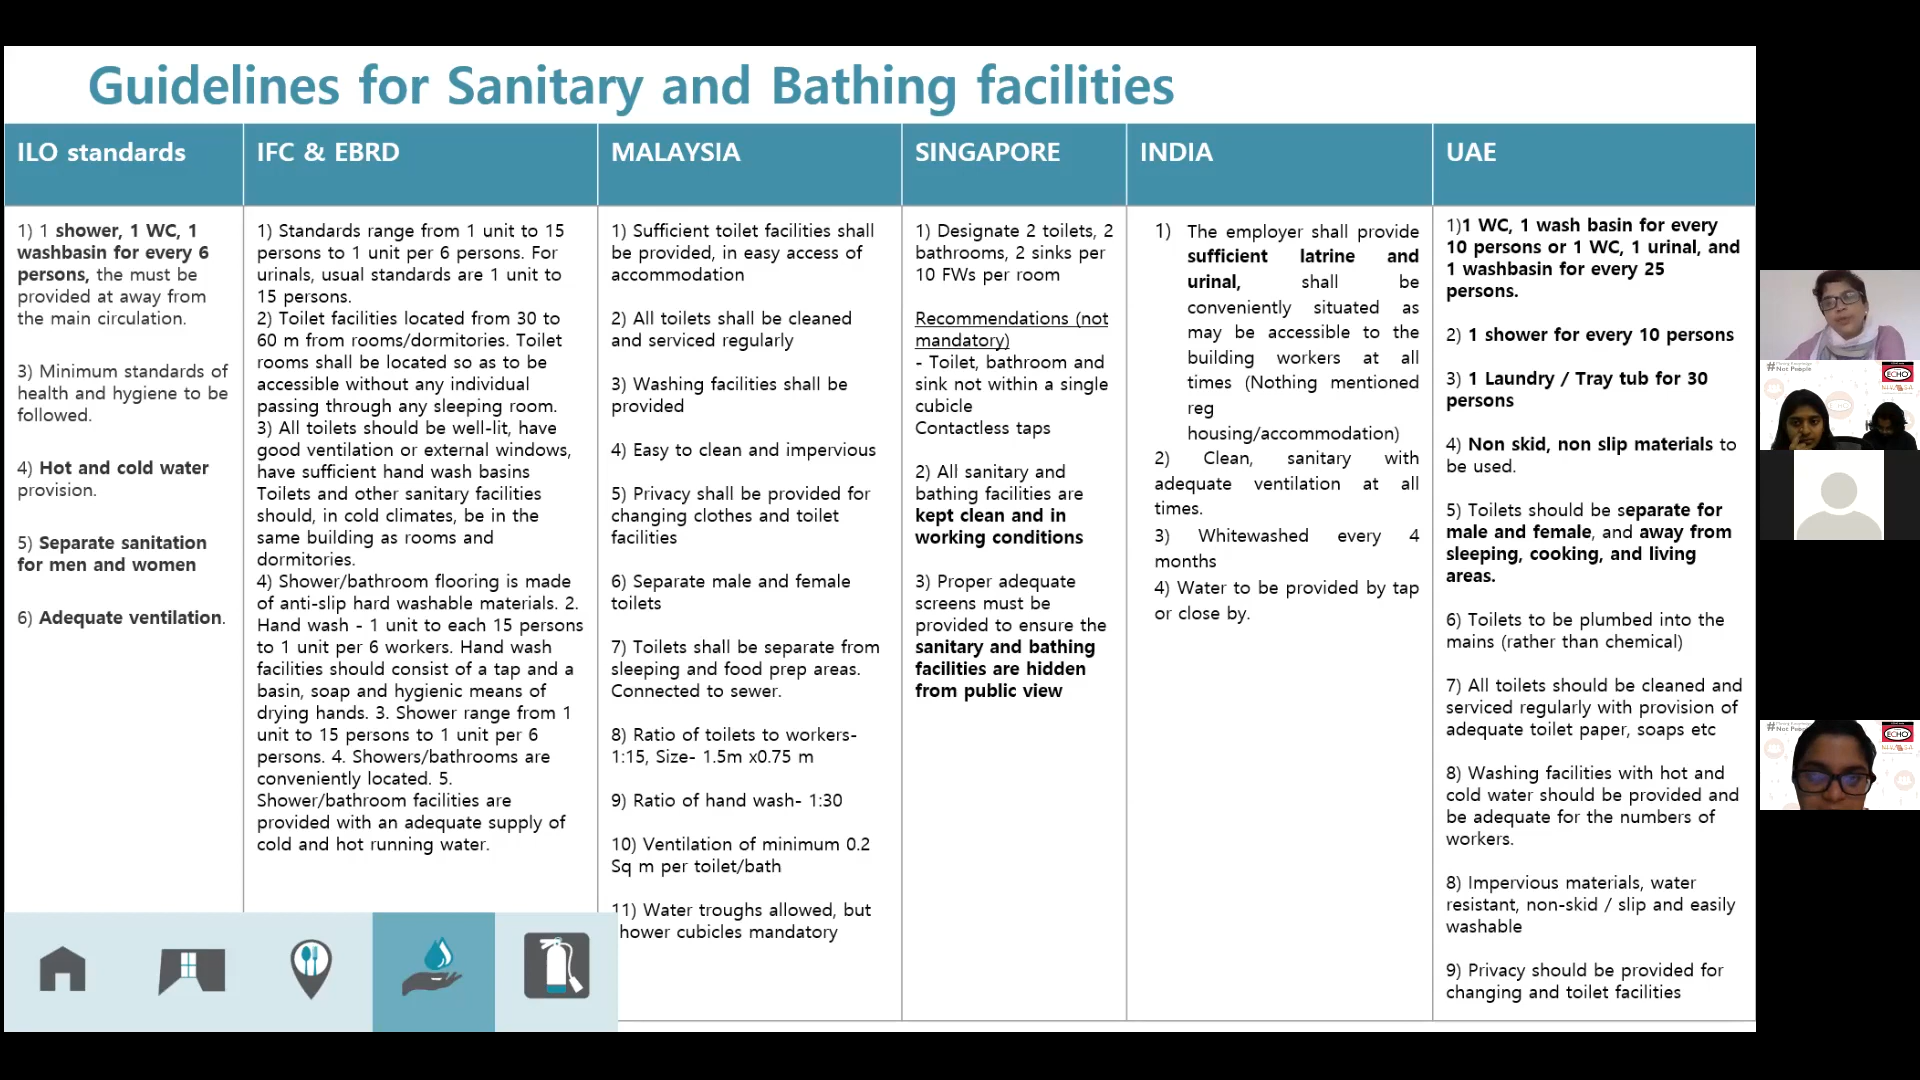 Guidelines for Sanitary and Bathing facilities
ILO standards
1) 1 shower, 1 WC, 1
washbasin for every 6
persons, the must be
provided at away from
the main circulation.
3) Minimum standards of
health and hygiene to be
followed.
4) Hot and cold water
provision.
5) Separate sanitation
for men and women
6) Adequate ventilation.
IFC & EBRD
1) Standards range from 1 unit to 15
persons to 1 unit per 6 persons. For
urinals, usual standards are 1 unit to
15 persons.
2) Toilet facilities located from 30 to
60 m from rooms/dormitories. Toilet
rooms shall be located so as to be
accessible without any individual
passing through any sleeping room.
3) All toilets should be well-lit, have
good ventilation or external windows,
have sufficient hand wash basins
Toilets and other sanitary facilities
should, in cold climates, be in the
same building as rooms and
dormitories.
4) Shower/bathroom flooring is made
of anti-slip hard washable materials. 2.
Hand wash - 1 unit to each 15 persons
to 1 unit per 6 workers. Hand wash
facilities should consist of a tap and a
basin, soap and hygienic means of
drying hands. 3. Shower range from 1
unit to 15 persons to 1 unit per 6
persons. 4. Showers/bathrooms are
conveniently located. 5.
Shower/bathroom facilities are
provided with an adequate supply of
cold and hot running water.
MALAYSIA
1) Sufficient toilet facilities shall
be provided, in easy access of
accommodation
2) All toilets shall be cleaned
and serviced regularly
3) Washing facilities shall be
provided
4) Easy to clean and impervious
5) Privacy shall be provided for
changing clothes and toilet
facilities
6) Separate male and female
toilets
7) Toilets shall be separate from
sleeping and food prep areas.
Connected to sewer.
8) Ratio of toilets to workers-
1:15, Size- 1.5m x0.75 m
9) Ratio of hand wash- 1:30
10) Ventilation of minimum 0.2
Sq m per toilet/bath
11) Water troughs allowed, but
hower cubicles mandatory
SINGAPORE
1) Designate 2 toilets, 2
bathrooms, 2 sinks per
10 FWs per room
Recommendations (not
mandatory)
- Toilet, bathroom and
sink not within a single
cubicle
Contactless taps
2) All sanitary and
bathing facilities are
kept clean and in
working conditions
3) Proper adequate
screens must be
provided to ensure the
sanitary and bathing
facilities are hidden
from public view
INDIA
1) The employer shall provide
sufficient latrine and
urinal, shall be
conveniently situated as
may be accessible to the
building workers at all
times (Nothing mentioned
reg
housing/accommodation)
2) Clean, sanitary with
adequate ventilation at all
times.
3) Whitewashed every 4
months
4) Water to be provided by tap
or close by.
UAE
1)1 WC, 1 wash basin for every
10 persons or 1 WC, 1 urinal, and
1 washbasin for every 25
persons.
2) 1 shower for every 10 persons
3) 1 Laundry / Tray tub for 30
persons
4) Non skid, non slip materials to
be used.
5) Toilets should be separate for
male and female, and away from
sleeping, cooking, and living
areas.
6) Toilets to be plumbed into the
mains (rather than chemical)
7) All toilets should be cleaned and
serviced regularly with provision of
adequate toilet paper, soaps etc
8) Washing facilities with hot and
cold water should be provided and
be adequate for the numbers of
workers.
8) Impervious materials, water
resistant, non-skid / slip and easily
washable
9) Privacy should be provided for
changing and toilet facilities
Not People
ECHO
ECHO